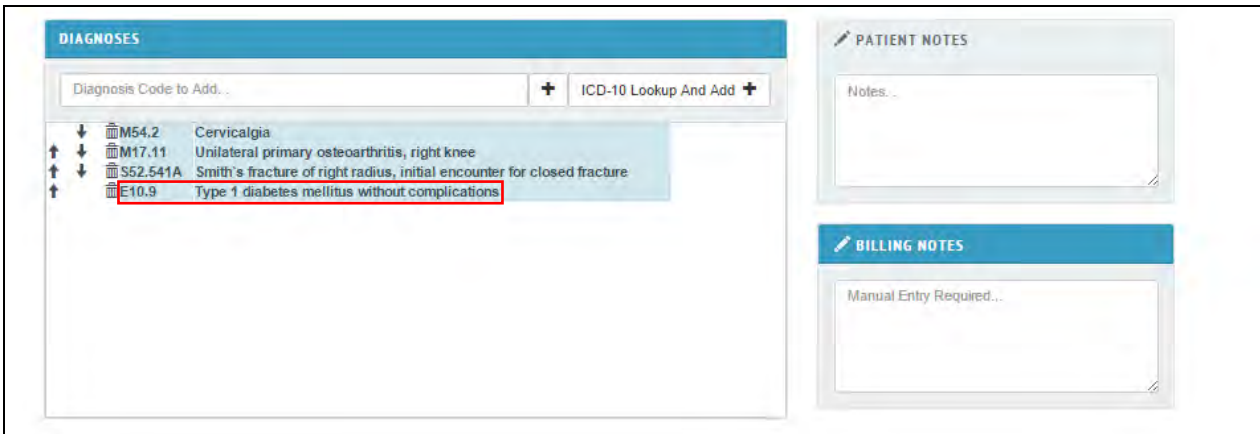 DIAGNOSES
Diagnosis Code to Add...
ICD-10 Lookup And Add
M54.2 Cervicalgia
M17.11 Unilateral primary osteoarthritis, right knee
S52.541A Smith's fracture of right radius, initial encounter for closed fracture
E10.9 Type 1 diabetes mellitus without complications
PATIENT NOTES
Notes...
BILLING NOTES
Manual Entry Required...